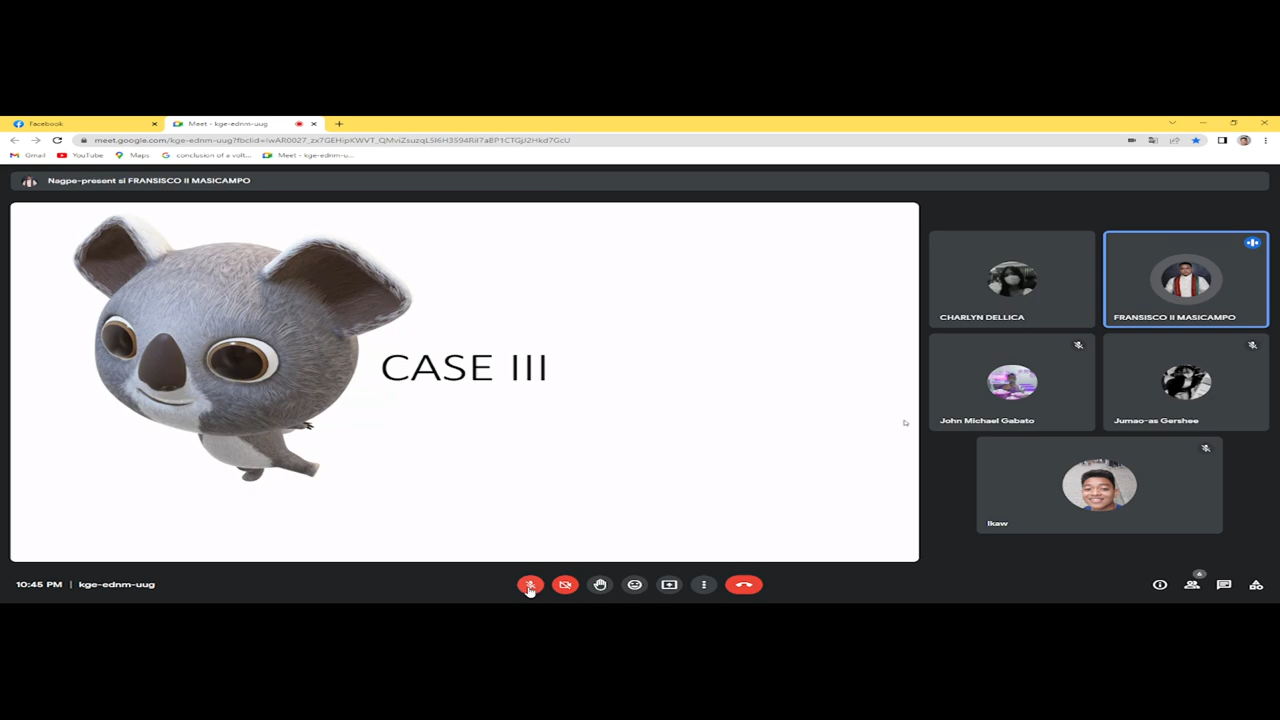 Facebook
Meet - kge-ednm-uug
Gmail
YouTube
Maps
conclusion of a volt...
Meet - kge-ednm-u...
Nagpe-present si FRANSISCO II MASICAMPO
CASE III
CHARLYN DELLICA
FRANSISCO II MASICAMPO
John Michael Gabato
Jumao-as Gershee
Ikaw
10:45 PM | kge-ednm-uug
6